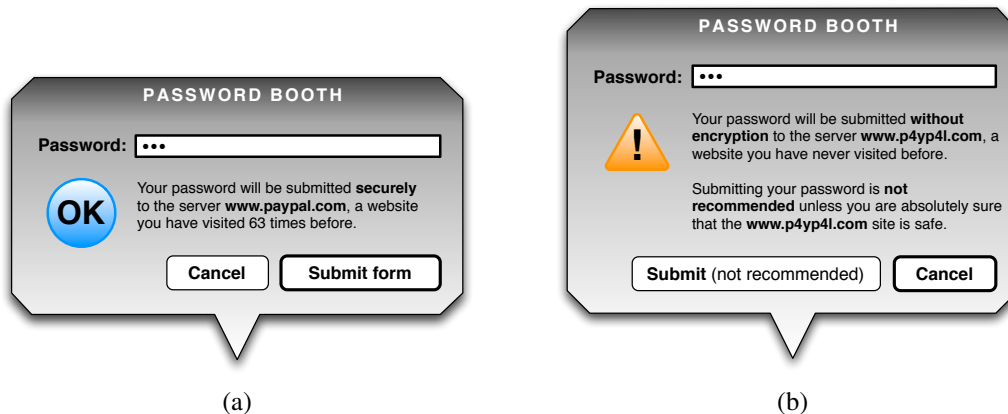 PASSWORD BOOTH
Password: •••
OK
Your password will be submitted securely
to the server www.paypal.com, a website
you have visited 63 times before.
Cancel
Submit form
(a)
PASSWORD BOOTH
Password: •••
!
Your password will be submitted without
encryption to the server www.p4yp4l.com, a
website you have never visited before.
Submitting your password is not
recommended unless you are absolutely sure
that the www.p4yp4l.com site is safe.
Submit (not recommended)
Cancel
(b)